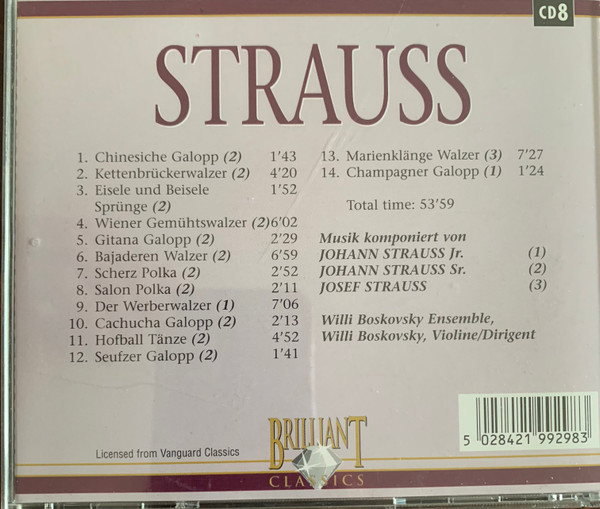 CD8
STRAUSS
1. Chinesiche Galopp (2) 1'43
2. Kettenbrückerwalzer (2) 4'20
3. Eisele und Beisele 1'52
Sprünge (2)
4. Wiener Gemühtswalzer (2) 6'02
5. Gitana Galopp (2) 2'29
6. Bajaderen Walzer (2) 6'59
7. Scherz Polka (2) 2'52
8. Salon Polka (2) 2'11
9. Der Werberwalzer (1) 7'06
10. Cachucha Galopp (2) 2'13
11. Hofball Tänze (2) 4'52
12. Seufzer Galopp (2) 1'41
13. Marienklänge Walzer (3) 7'27
14. Champagner Galopp (1) 1'24
Total time: 53'59
Musik komponiert von
JOHANN STRAUSS Jr. (1)
JOHANN STRAUSS Sr. (2)
JOSEF STRAUSS (3)
Willi Boskovsky Ensemble,
Willi Boskovsky, Violine/Dirigent
Licensed from Vanguard Classics
BRILLIANT
CLASSICS
5 028421 992983